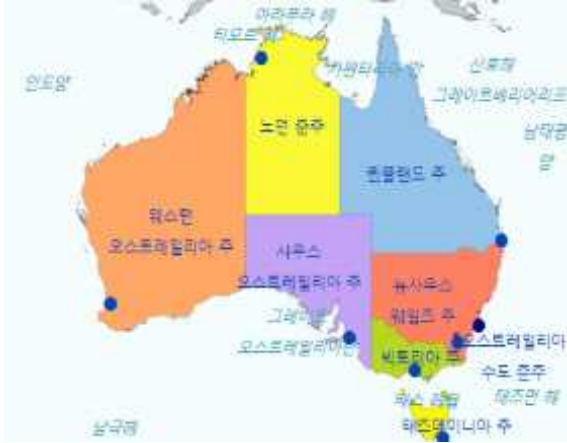 아라푸라 해
티모르 해
카펜타리아 만
인도양
산호해
그레이트배리어리프
남태평
양
노던 준주
퀸즐랜드 주
웨스턴
오스트레일리아 주
사우스
오스트레일리아 주
뉴사우스
웨일즈 주
그레이트
오스트레일리아만
빅토리아 주
오스트레일리아
수도 준주
배스 해협
태즈먼 해
남극해
태즈메이니아 주